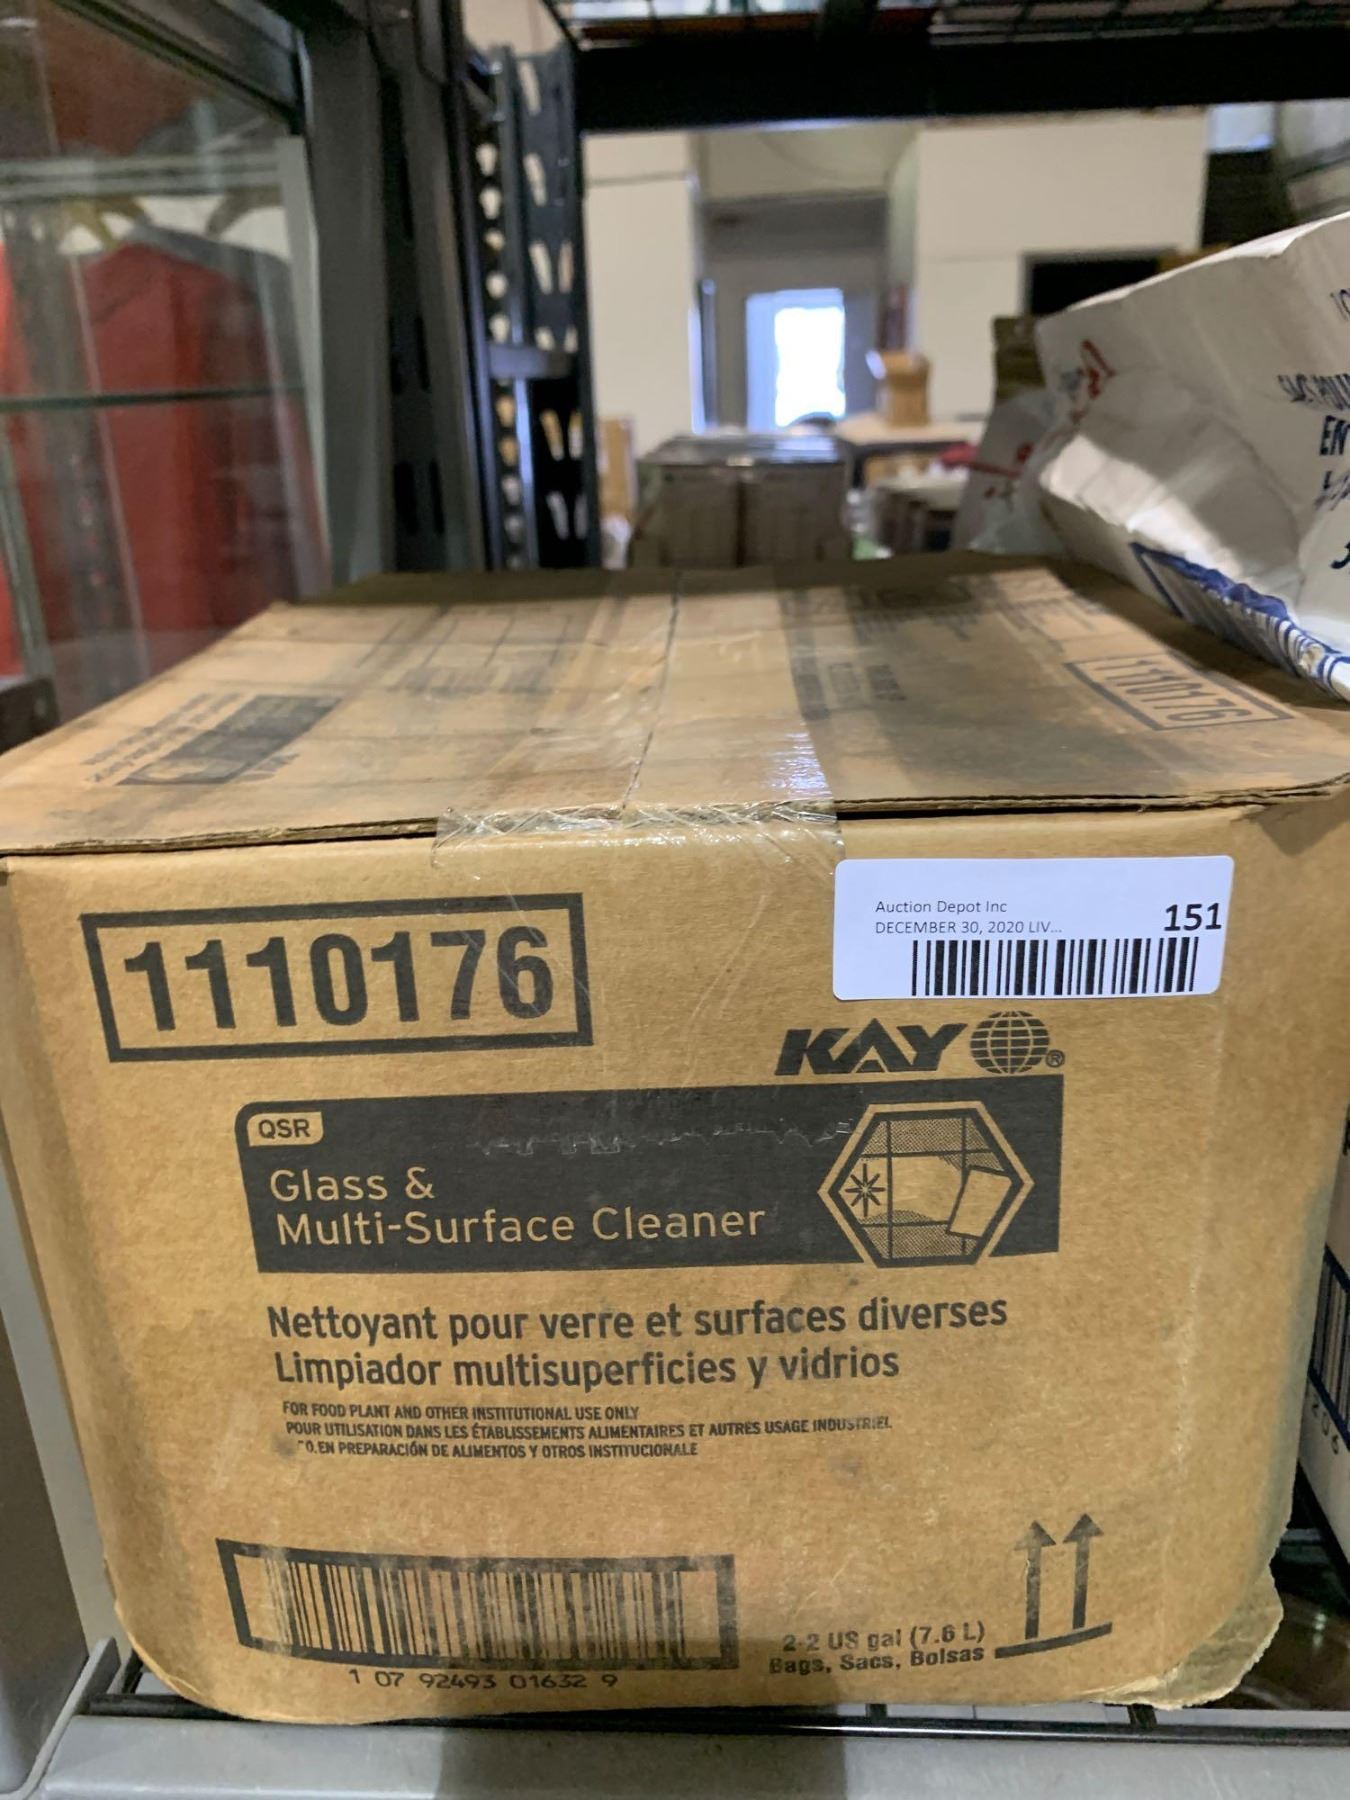 1110176
Auction Depot Inc
DECEMBER 30, 2020 LIV...
151
1110176
KAY®
QSR
Glass &
Multi-Surface Cleaner
Nettoyant pour verre et surfaces diverses
Limpiador multisuperficies y vidrios
FOR FOOD PLANT AND OTHER INSTITUTIONAL USE ONLY
POUR UTILISATION DANS LES ÉTABLISSEMENTS ALIMENTAIRES ET AUTRES USAGE INDUSTRIEL
EN PREPARACIÓN DE ALIMENTOS Y OTROS INSTITUCIONALE
1 07 92493 01632 9
2-2 US gal (7.6 L)
Bags, Sacs, Bolsas
EN